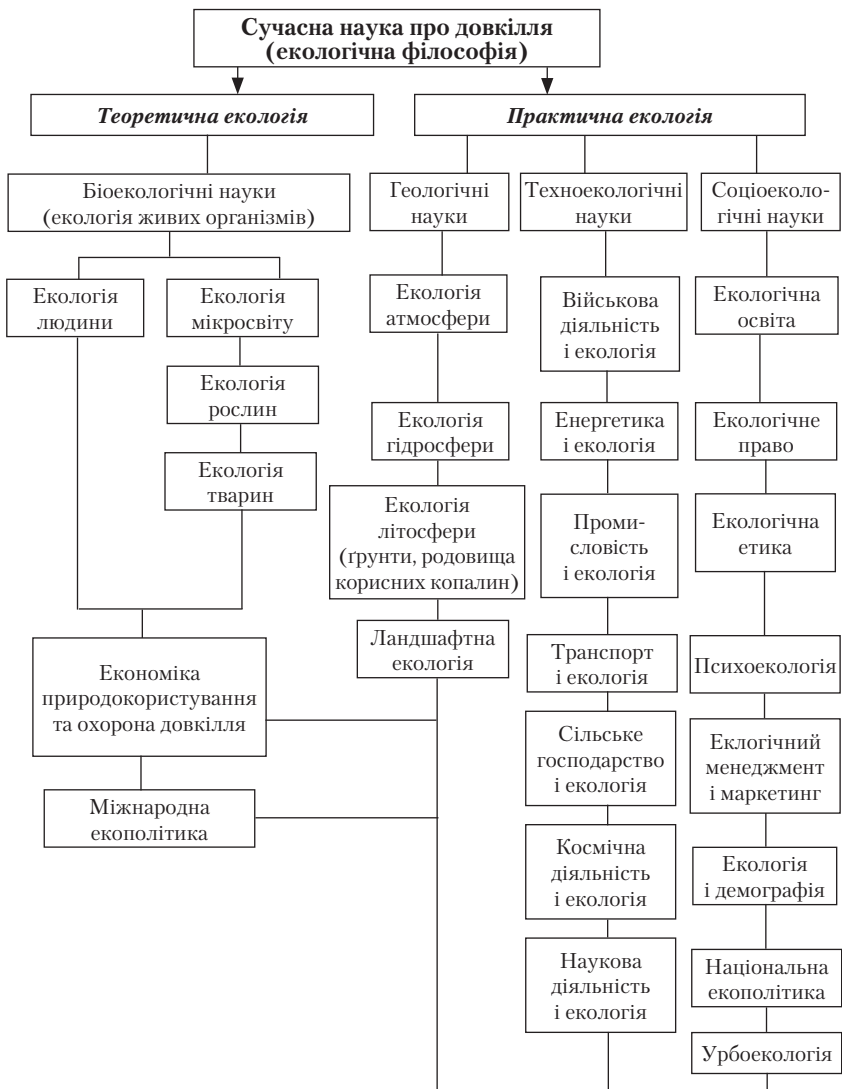 Сучасна наука про довкілля
(екологічна філософія)
Теоретична екологія
Практична екологія
Біоекологічні науки
(екологія живих організмів)
Геологічні
науки
Техноекологічні
науки
Соціоеколо-
гічні науки
Екологія
людини
Екологія
мікросвіту
Екологія
рослин
Екологія
тварин
Економіка
природокористування
та охорона довкілля
Міжнародна
екополітика
Екологія
атмосфери
Екологія
гідросфери
Екологія
літосфери
(ґрунти, родовища
корисних копалин)
Ландшафтна
екологія
Військова
діяльність
і екологія
Енергетика
і екологія
Проми-
словість
і екологія
Транспорт
і екологія
Сільське
господарство
і екологія
Космічна
діяльність
і екологія
Наукова
діяльність
і екологія
Екологічна
освіта
Екологічне
право
Екологічна
етика
Психоекологія
Еклогічний
менеджмент
і маркетинг
Екологія
і демографія
Національна
екополітика
Урбоекологія